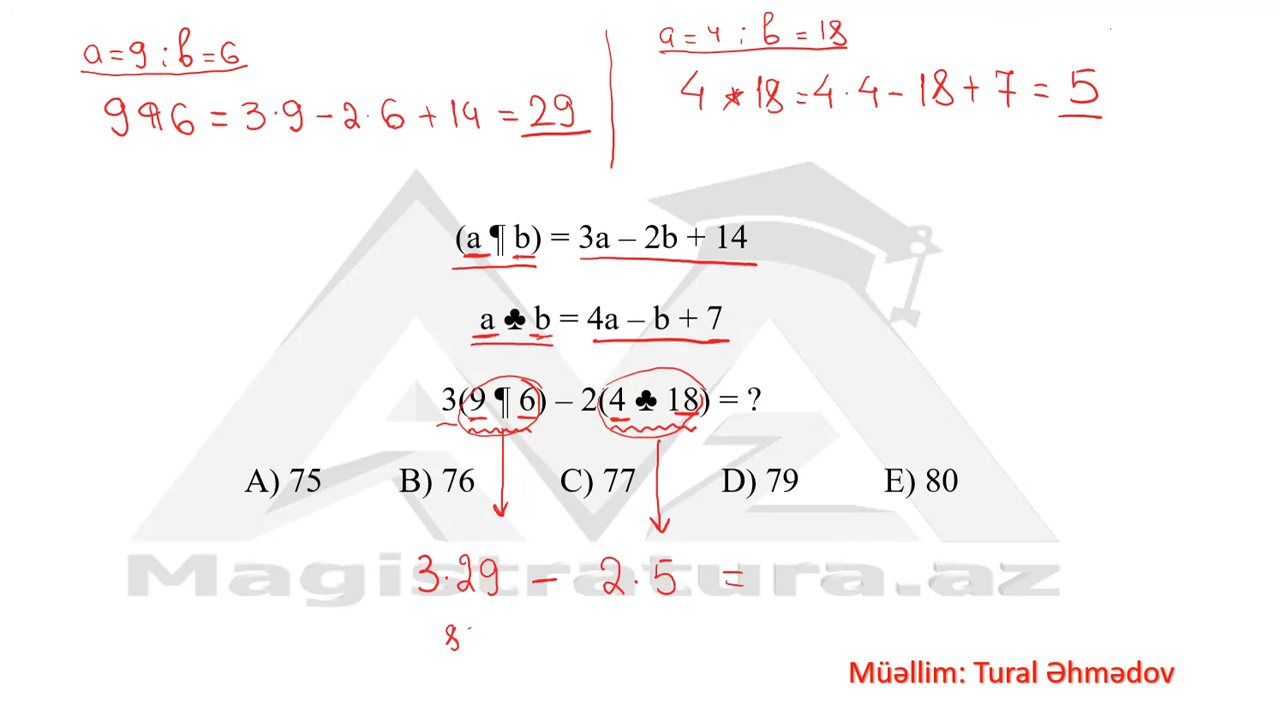 a = 9 ; b = 6
9 ¶ 6 = 3·9 − 2·6 + 14 = 29
a = 4 ; b = 18
4 * 18 = 4·4 − 18 + 7 = 5
(a ¶ b) = 3a – 2b + 14
a ♣ b = 4a – b + 7
3(9 ¶ 6) – 2(4 ♣ 18) = ?
A) 75 B) 76 C) 77 D) 79 E) 80
3·29 − 2·5 =
8
Magistratura.az
Müəllim: Tural Əhmədov